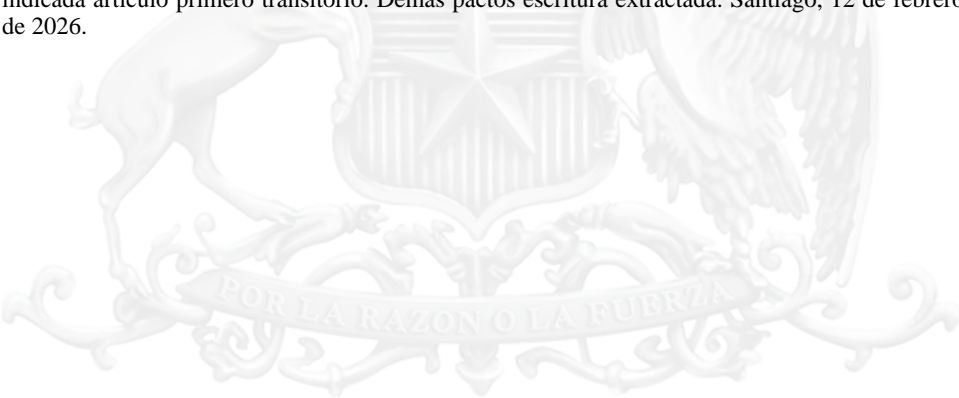 indicada artículo primero transitorio. Demás pactos escritura extractada. Santiago, 12 de febrero
de 2026.
POR LA RAZON O LA FUERZA